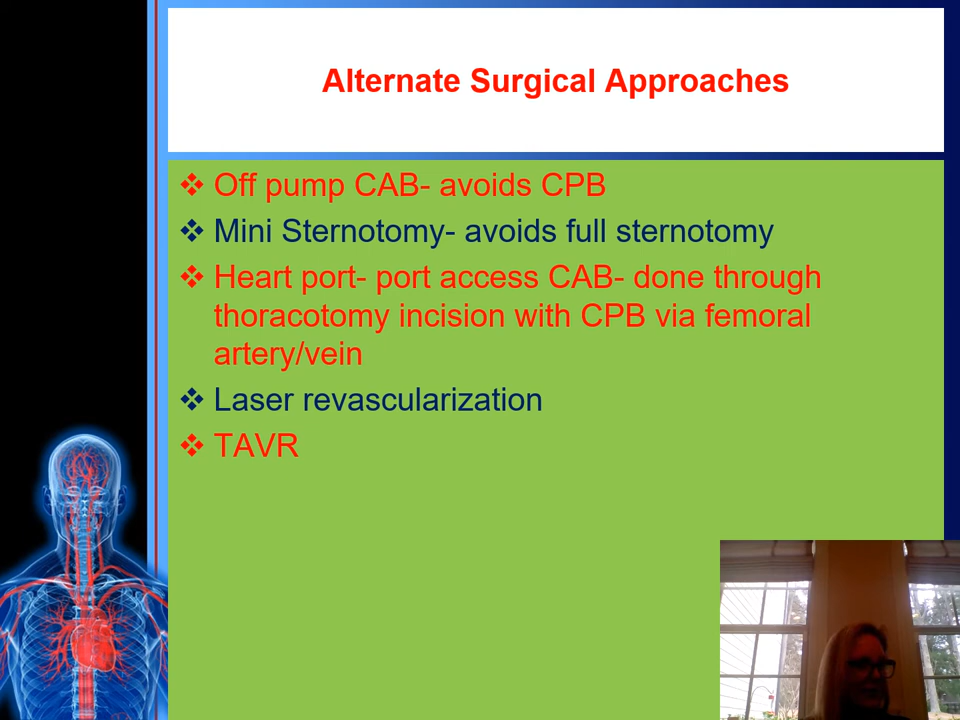 Alternate Surgical Approaches
❖ Off pump CAB- avoids CPB
❖ Mini Sternotomy- avoids full sternotomy
❖ Heart port- port access CAB- done through
thoracotomy incision with CPB via femoral
artery/vein
❖ Laser revascularization
❖ TAVR